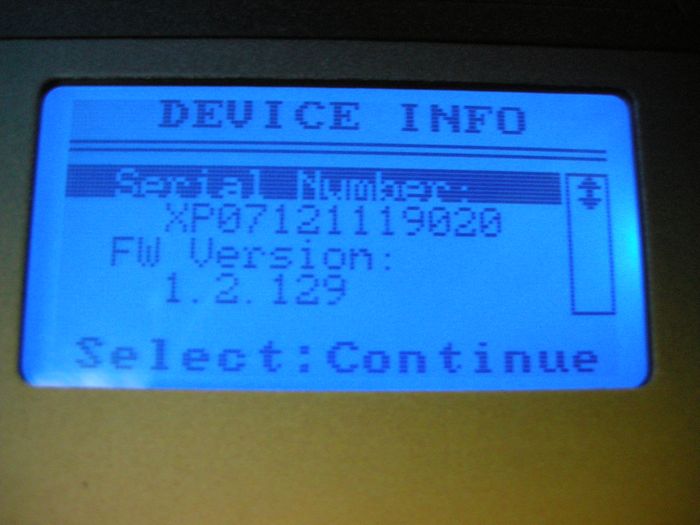 DEVICE INFO
Serial Number:
XP07121119020
FW Version:
1.2.129
Select:Continue